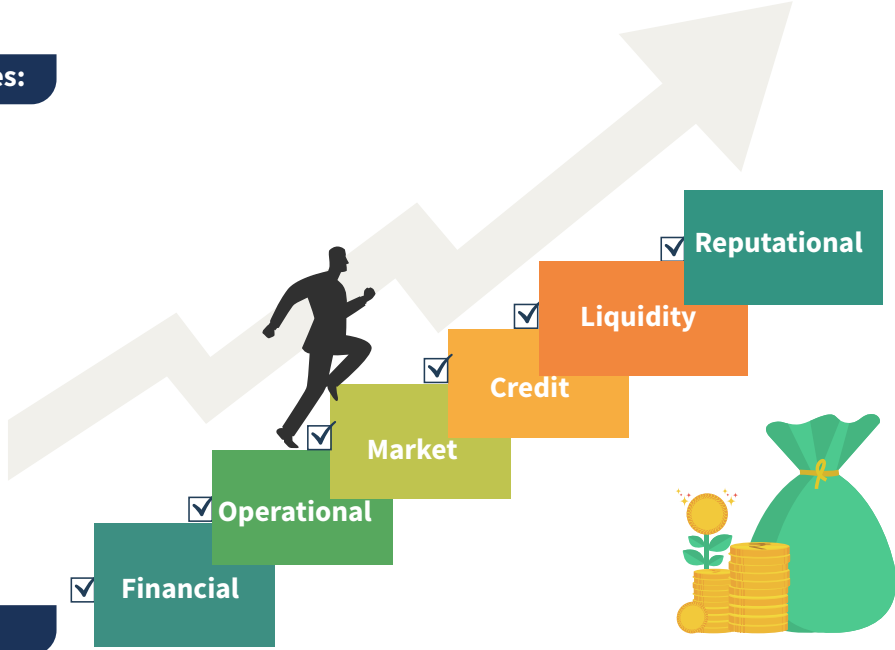 es:
Reputational
Liquidity
Credit
Market
Operational
Financial